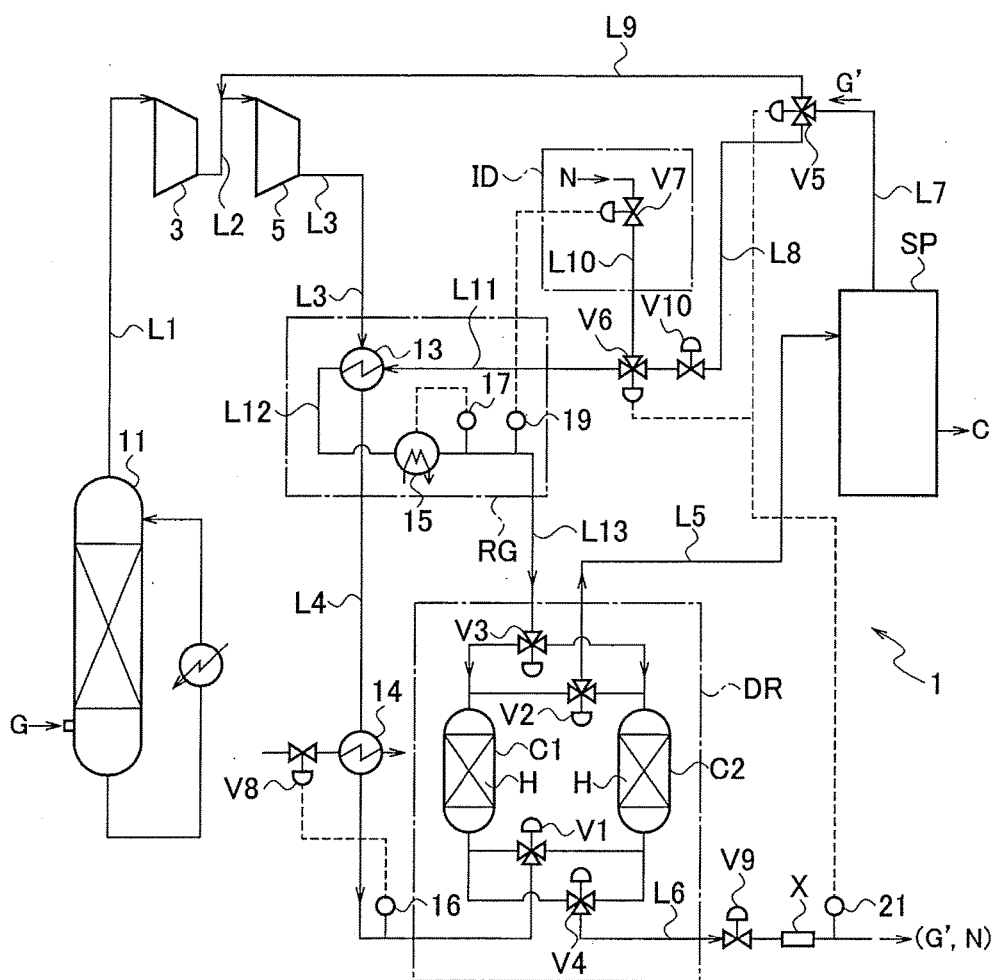 L9
G'
V5
ID
N
V7
3
L2
5
L3
L7
L10
L8
SP
L3
L11
V6
V10
L1
13
17
19
L12
C
11
15
RG
L13
L5
L4
V3
DR
1
G
14
V2
C1
C2
V8
H
H
V1
V9
X
16
L6
21
V4
(G', N)